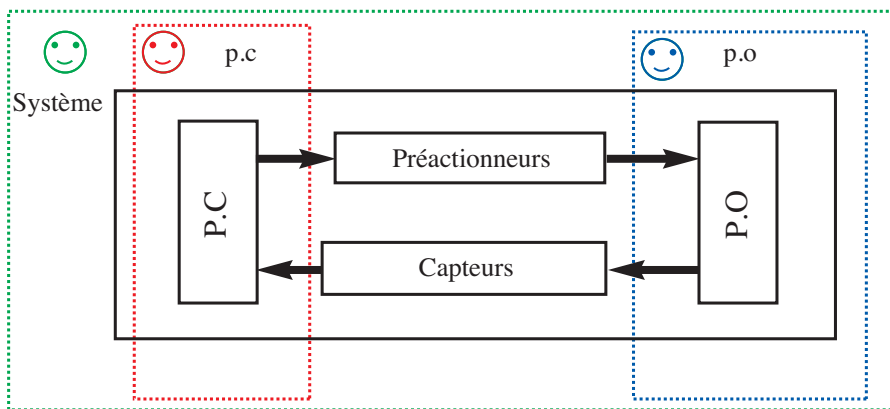 p.c
p.o
Système
Préactionneurs
P.C
P.O
Capteurs